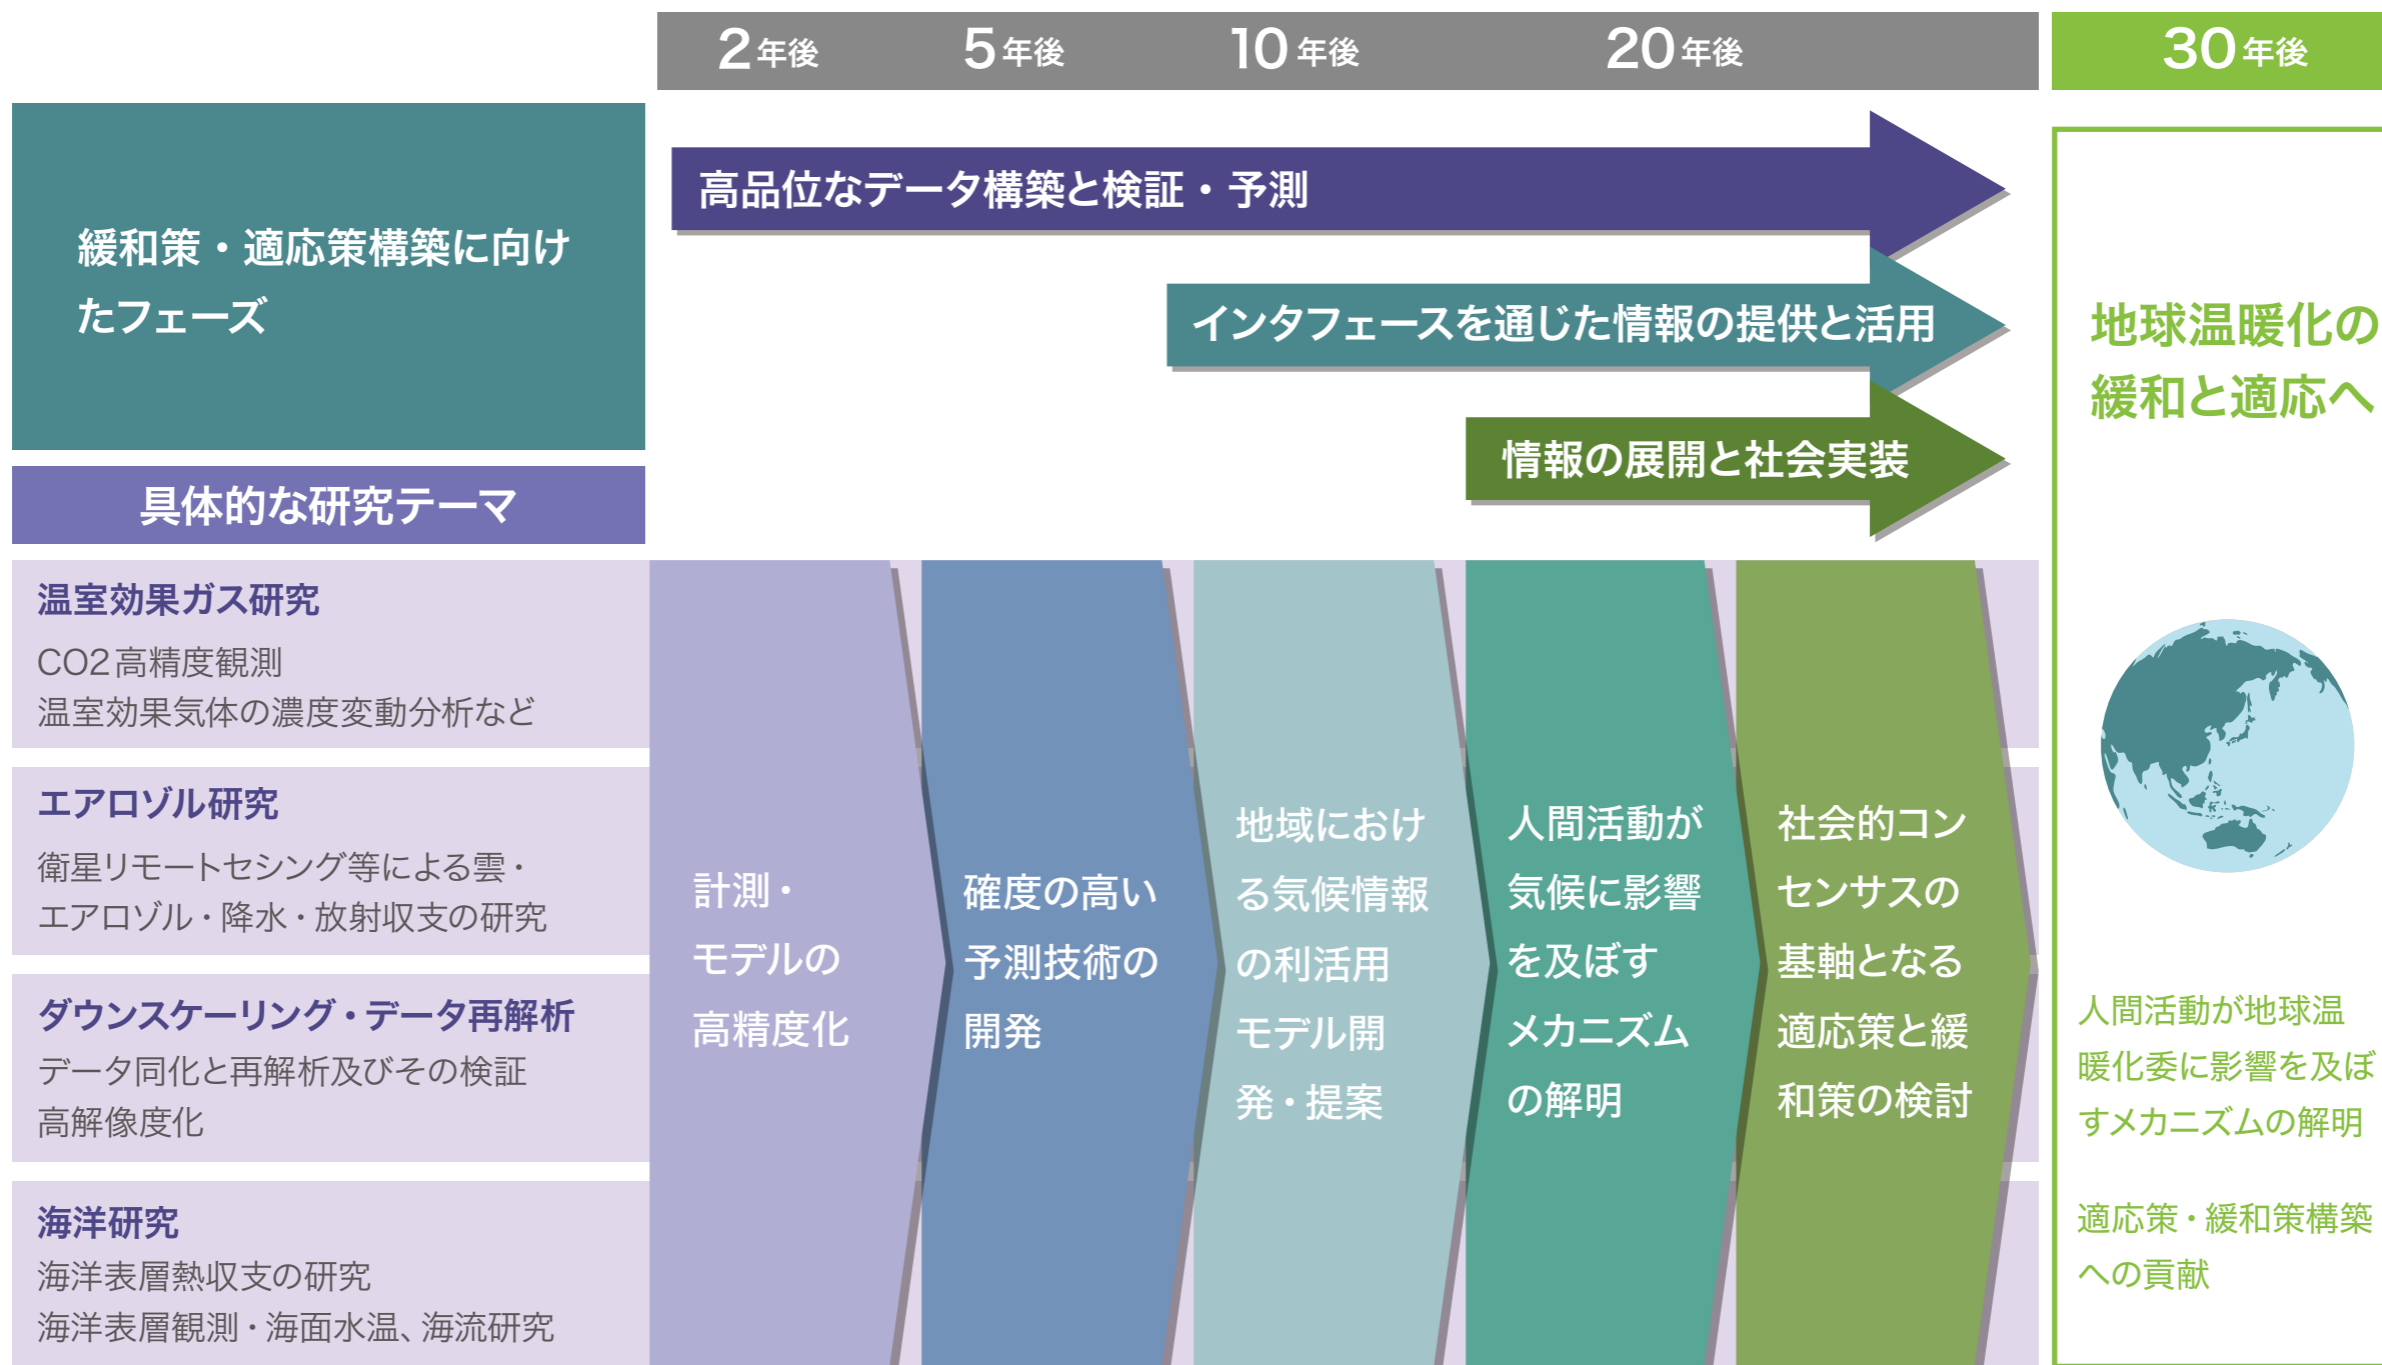 2年後
5年後
10年後
20年後
30年後
緩和策・適応策構築に向け
たフェーズ
高品位なデータ構築と検証・予測
インタフェースを通じた情報の提供と活用
情報の展開と社会実装
具体的な研究テーマ
温室効果ガス研究
CO2高精度観測
温室効果気体の濃度変動分析など
エアロゾル研究
衛星リモートセシング等による雲・
エアロゾル・降水・放射収支の研究
ダウンスケーリング・データ再解析
データ同化と再解析及びその検証
高解像度化
海洋研究
海洋表層熱収支の研究
海洋表層観測・海面水温、海流研究
計測・
モデルの
高精度化
確度の高い
予測技術の
開発
地域におけ
る気候情報
の利活用
モデル開
発・提案
人間活動が
気候に影響
を及ぼす
メカニズム
の解明
社会的コン
センサスの
基軸となる
適応策と緩
和策の検討
地球温暖化の
緩和と適応へ
人間活動が地球温
暖化委に影響を及ぼ
すメカニズムの解明
適応策・緩和策構築
への貢献